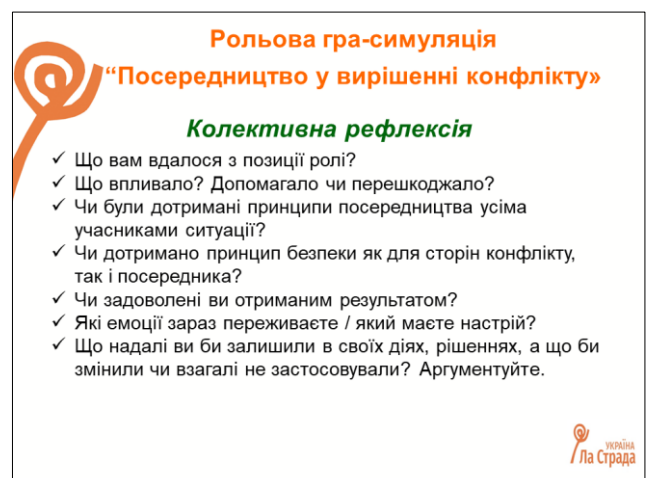 Рольова гра-симуляція
“Посередництво у вирішенні конфлікту»
Колективна рефлексія
✓ Що вам вдалося з позиції ролі?
✓ Що впливало? Допомагало чи перешкоджало?
✓ Чи були дотримані принципи посередництва усіма
учасниками ситуації?
✓ Чи дотримано принцип безпеки як для сторін конфлікту,
так і посередника?
✓ Чи задоволені ви отриманим результатом?
✓ Які емоції зараз переживаєте / який маєте настрій?
✓ Що надалі ви би залишили в своїх діях, рішеннях, а що би
змінили чи взагалі не застосовували? Аргументуйте.
УКРАЇНА
Ла Страда